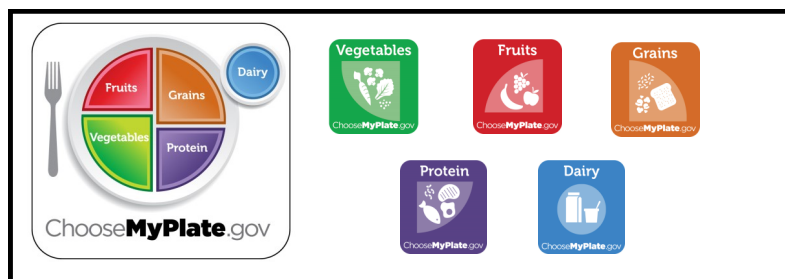 Fruits
Grains
Dairy
Vegetables
Protein
ChooseMyPlate.gov
Vegetables
ChooseMyPlate.gov
Fruits
ChooseMyPlate.gov
Grains
ChooseMyPlate.gov
Protein
ChooseMyPlate.gov
Dairy
ChooseMyPlate.gov